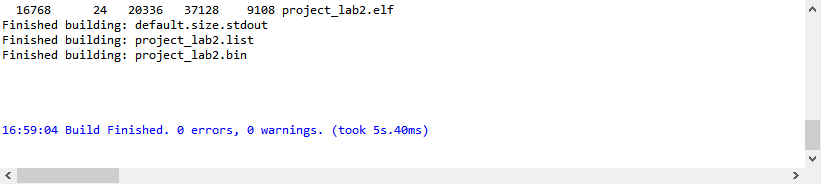 16768      24   20336   37128    9108 project_lab2.elf
Finished building: default.size.stdout
Finished building: project_lab2.list
Finished building: project_lab2.bin
16:59:04 Build Finished. 0 errors, 0 warnings. (took 5s.40ms)